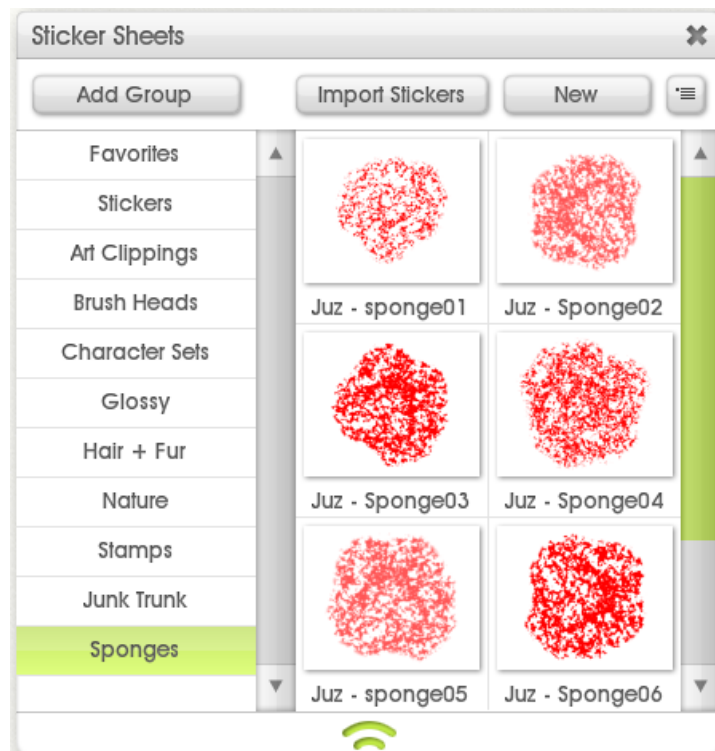 Sticker Sheets
Add Group
Import Stickers
New
Favorites
Stickers
Art Clippings
Brush Heads
Character Sets
Glossy
Hair + Fur
Nature
Stamps
Junk Trunk
Sponges
Juz - sponge01
Juz - Sponge02
Juz - Sponge03
Juz - Sponge04
Juz - sponge05
Juz - Sponge06